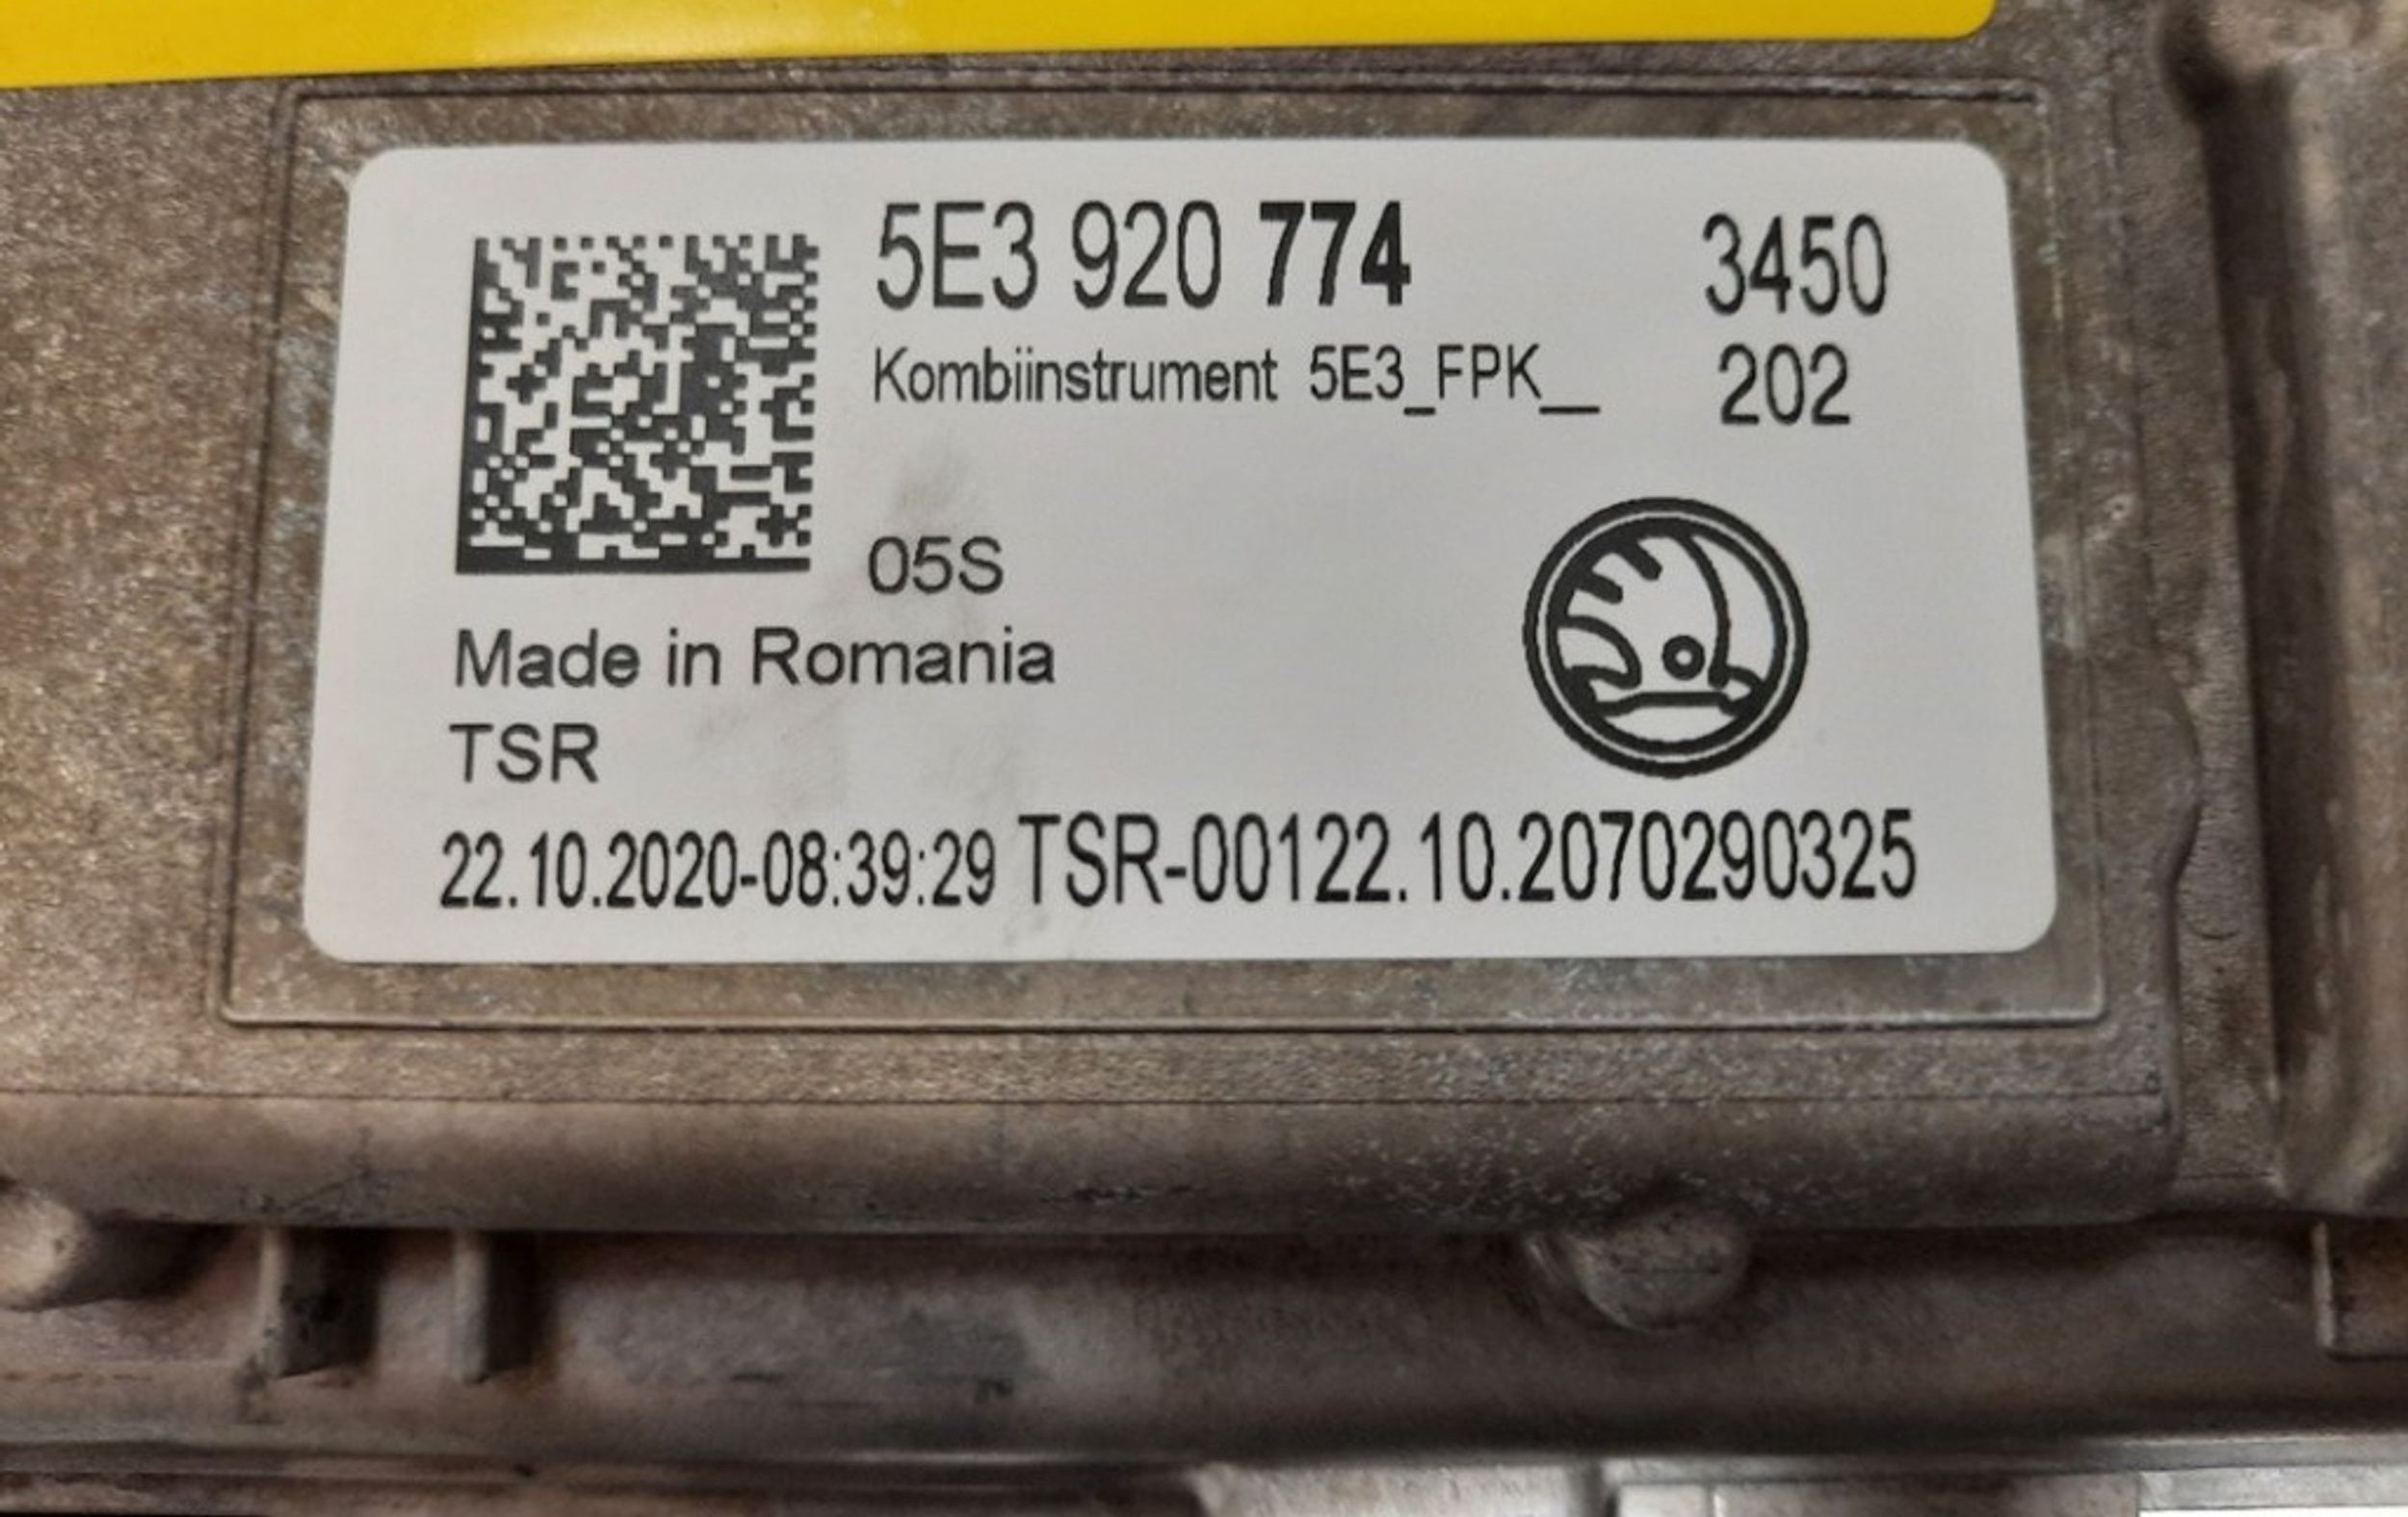 5E3 920 774 3450
Kombiinstrument 5E3_FPK__ 202
05S
Made in Romania
TSR
22.10.2020-08:39:29 TSR-00122.10.2070290325